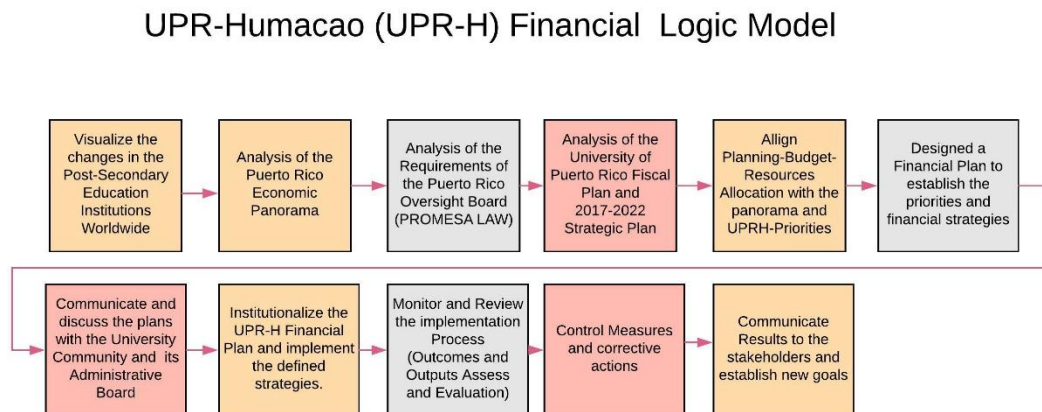 UPR-Humacao (UPR-H) Financial Logic Model
Visualize the
changes in the
Post-Secondary
Education
Institutions
Worldwide
Analysis of the
Puerto Rico
Economic
Panorama
Analysis of the
Requirements of
the Puerto Rico
Oversight Board
(PROMESA LAW)
Analysis of the
University of
Puerto Rico Fiscal
Plan and
2017-2022
Strategic Plan
Allign
Planning-Budget-
Resources
Allocation with the
panorama and
UPRH-Priorities
Designed a
Financial Plan to
establish the
priorities and
financial strategies
Communicate and
discuss the plans
with the University
Community and its
Administrative
Board
Institutionalize the
UPR-H Financial
Plan and implement
the defined
strategies.
Monitor and Review
the implementation
Process
(Outcomes and
Outputs Assess
and Evaluation)
Control Measures
and corrective
actions
Communicate
Results to the
stakeholders and
establish new goals